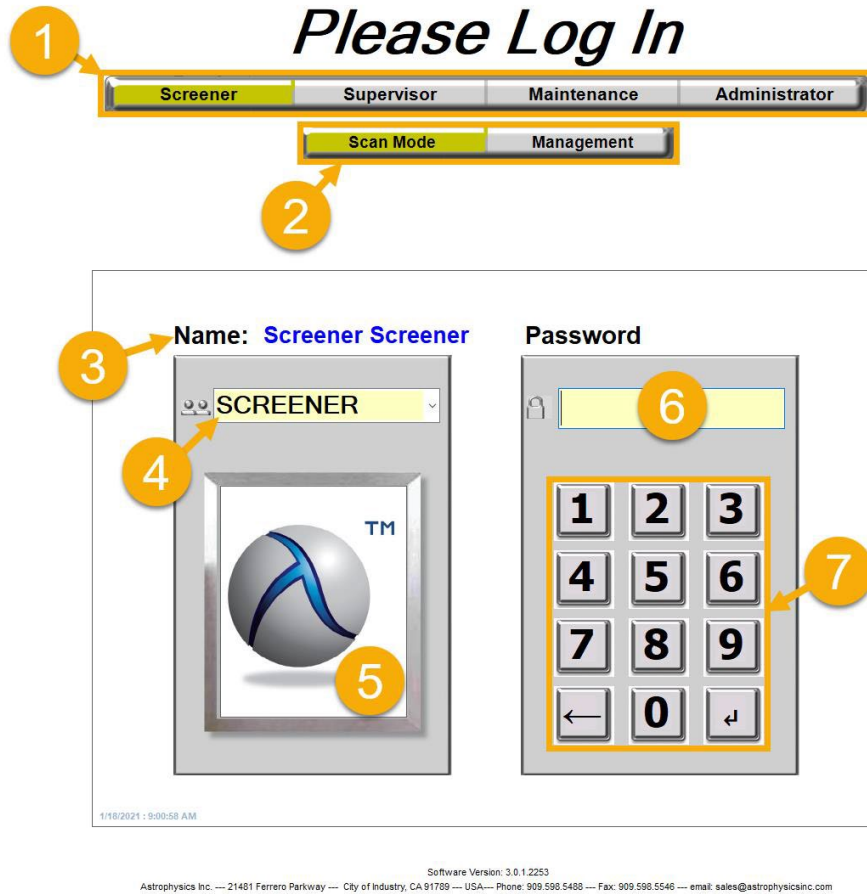 Please Log In
1
Screener Supervisor Maintenance Administrator
Scan Mode Management
2
Name: Screener Screener Password
3
SCREENER
6
4
TM
1 2 3
4 5 6
7
7 8 9
5
← 0 ↲
1/18/2021 : 9:00:58 AM
Software Version: 3.0.1.2253
Astrophysics Inc. --- 21481 Ferrero Parkway --- City of Industry, CA 91789 --- USA--- Phone: 909.598.5488 --- Fax: 909.598.5546 --- email: sales@astrophysicsinc.com